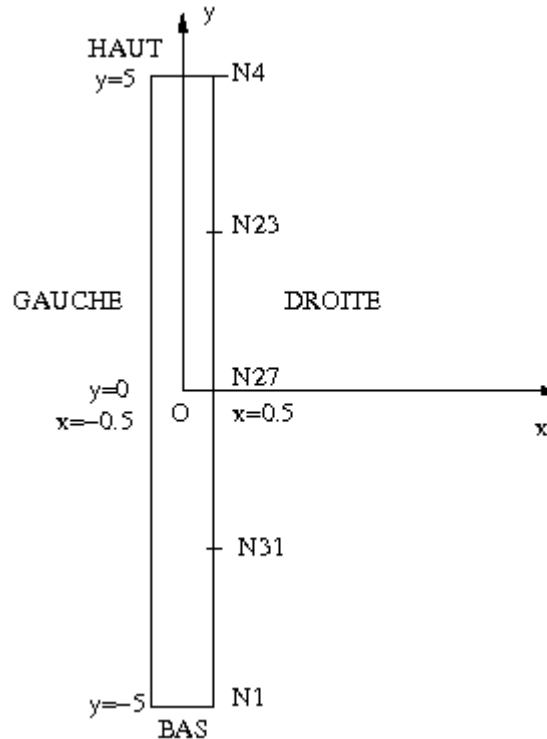 y
HAUT
y=5
N4
N23
GAUCHE
DROITE
y=0
N27
x=−0.5
O
x=0.5
x
N31
y=−5
N1
BAS